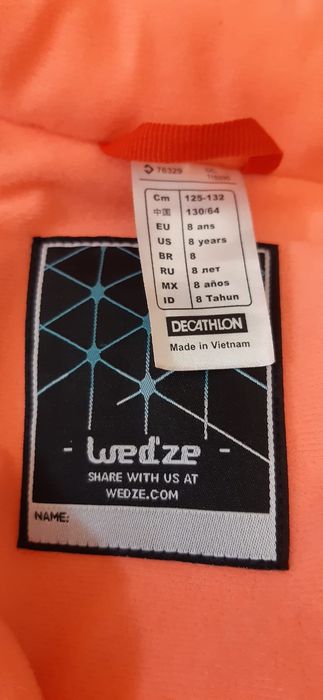 76329
Cm 125-132
中国 130/64
EU 8 ans
US 8 years
BR 8
RU 8 лет
MX 8 años
ID 8 Tahun
DECATHLON
Made in Vietnam
- Wed'ze -
SHARE WITH US AT
WEDZE.COM
NAME: